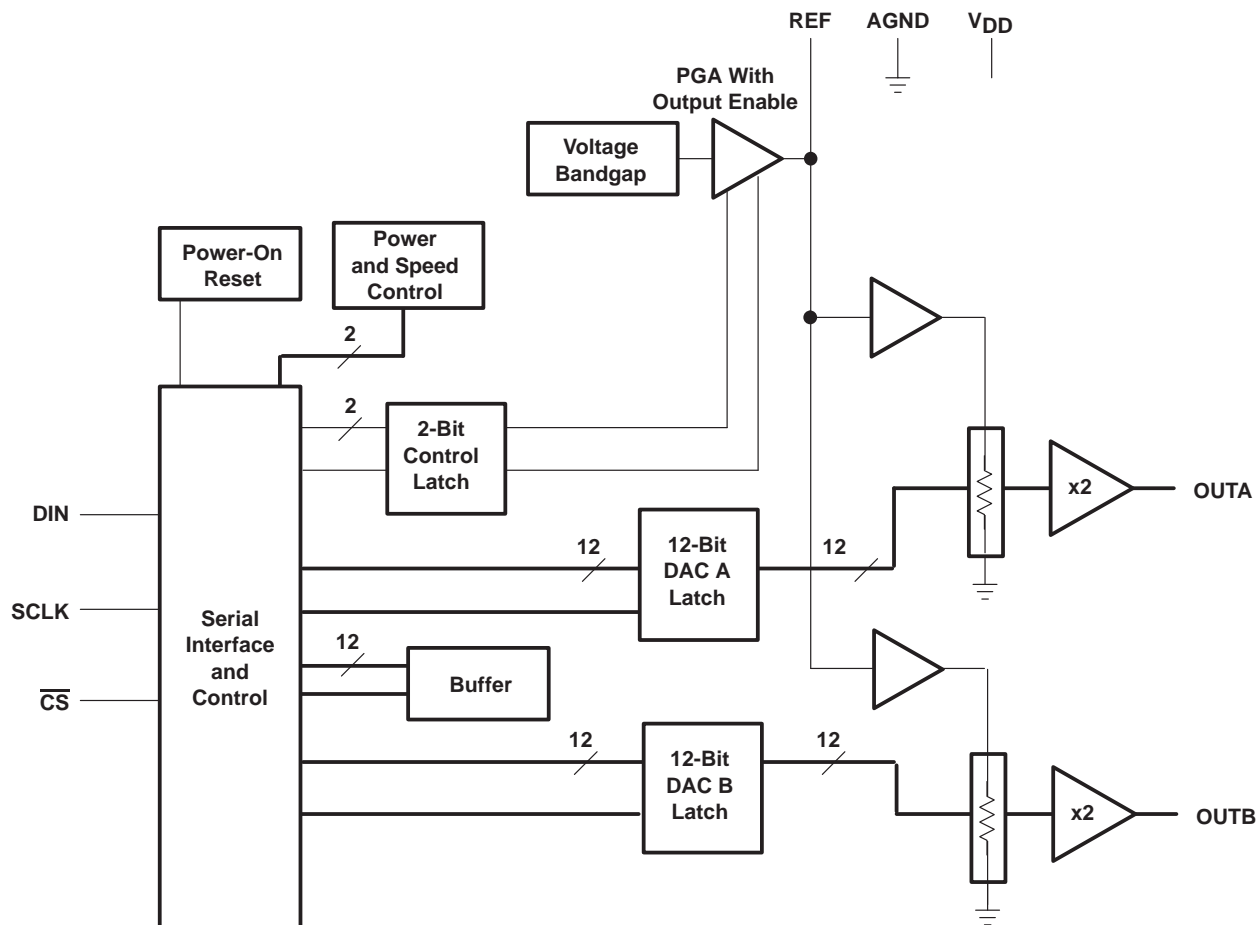 REF
AGND
VDD
PGA With
Output Enable
Voltage
Bandgap
Power-On
Reset
Power
and Speed
Control
2
2
2-Bit
Control
Latch
x2
OUTA
DIN
12
12-Bit
DAC A
Latch
12
SCLK
Serial
Interface
and
Control
12
Buffer
CS
12
12-Bit
DAC B
Latch
12
x2
OUTB